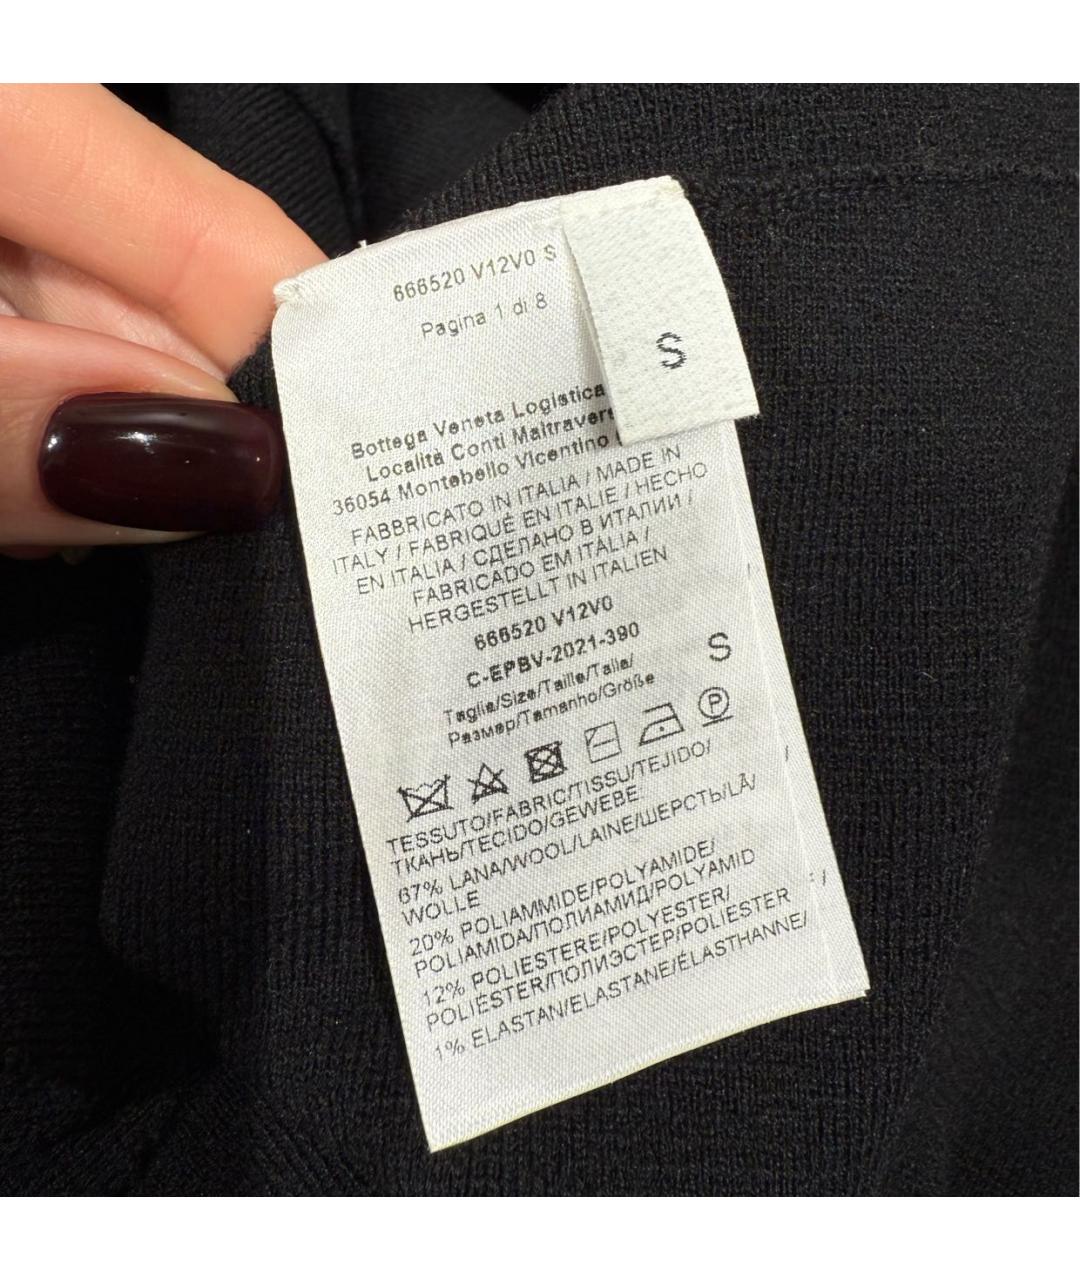 666520 V12V0 S
Pagina 1 di 8
S
Bottega Veneta Logistica
Località Conti Maltravers
36054 Montebello Vicentino
FABBRICATO IN ITALIA / MADE IN
ITALY / FABRIQUÉ EN ITALIE / HECHO
EN ITALIA / СДЕЛАНО В ИТАЛИИ /
FABRICADO EM ITALIA /
HERGESTELLT IN ITALIEN
666520 V12V0
C-EPBV-2021-390
Taglia/Size/Taille/Talla/
Размер/Tamanho/Größe
S
P
TESSUTO/FABRIC/TISSU/TEJIDO/
ТКАНЬ/TECIDO/GEWEBE
67% LANA/WOOL/LAINE/ШЕРСТЬ/LÃ/
WOLLE
20% POLIAMMIDE/POLYAMIDE/
POLIAMIDA/ПОЛИАМИД/POLYAMID
12% POLIESTERE/POLYESTER/
POLIÉSTER/ПОЛИЭСТЕР/POLIESTER
1% ELASTAN/ELASTANE/ÉLASTHANNE/